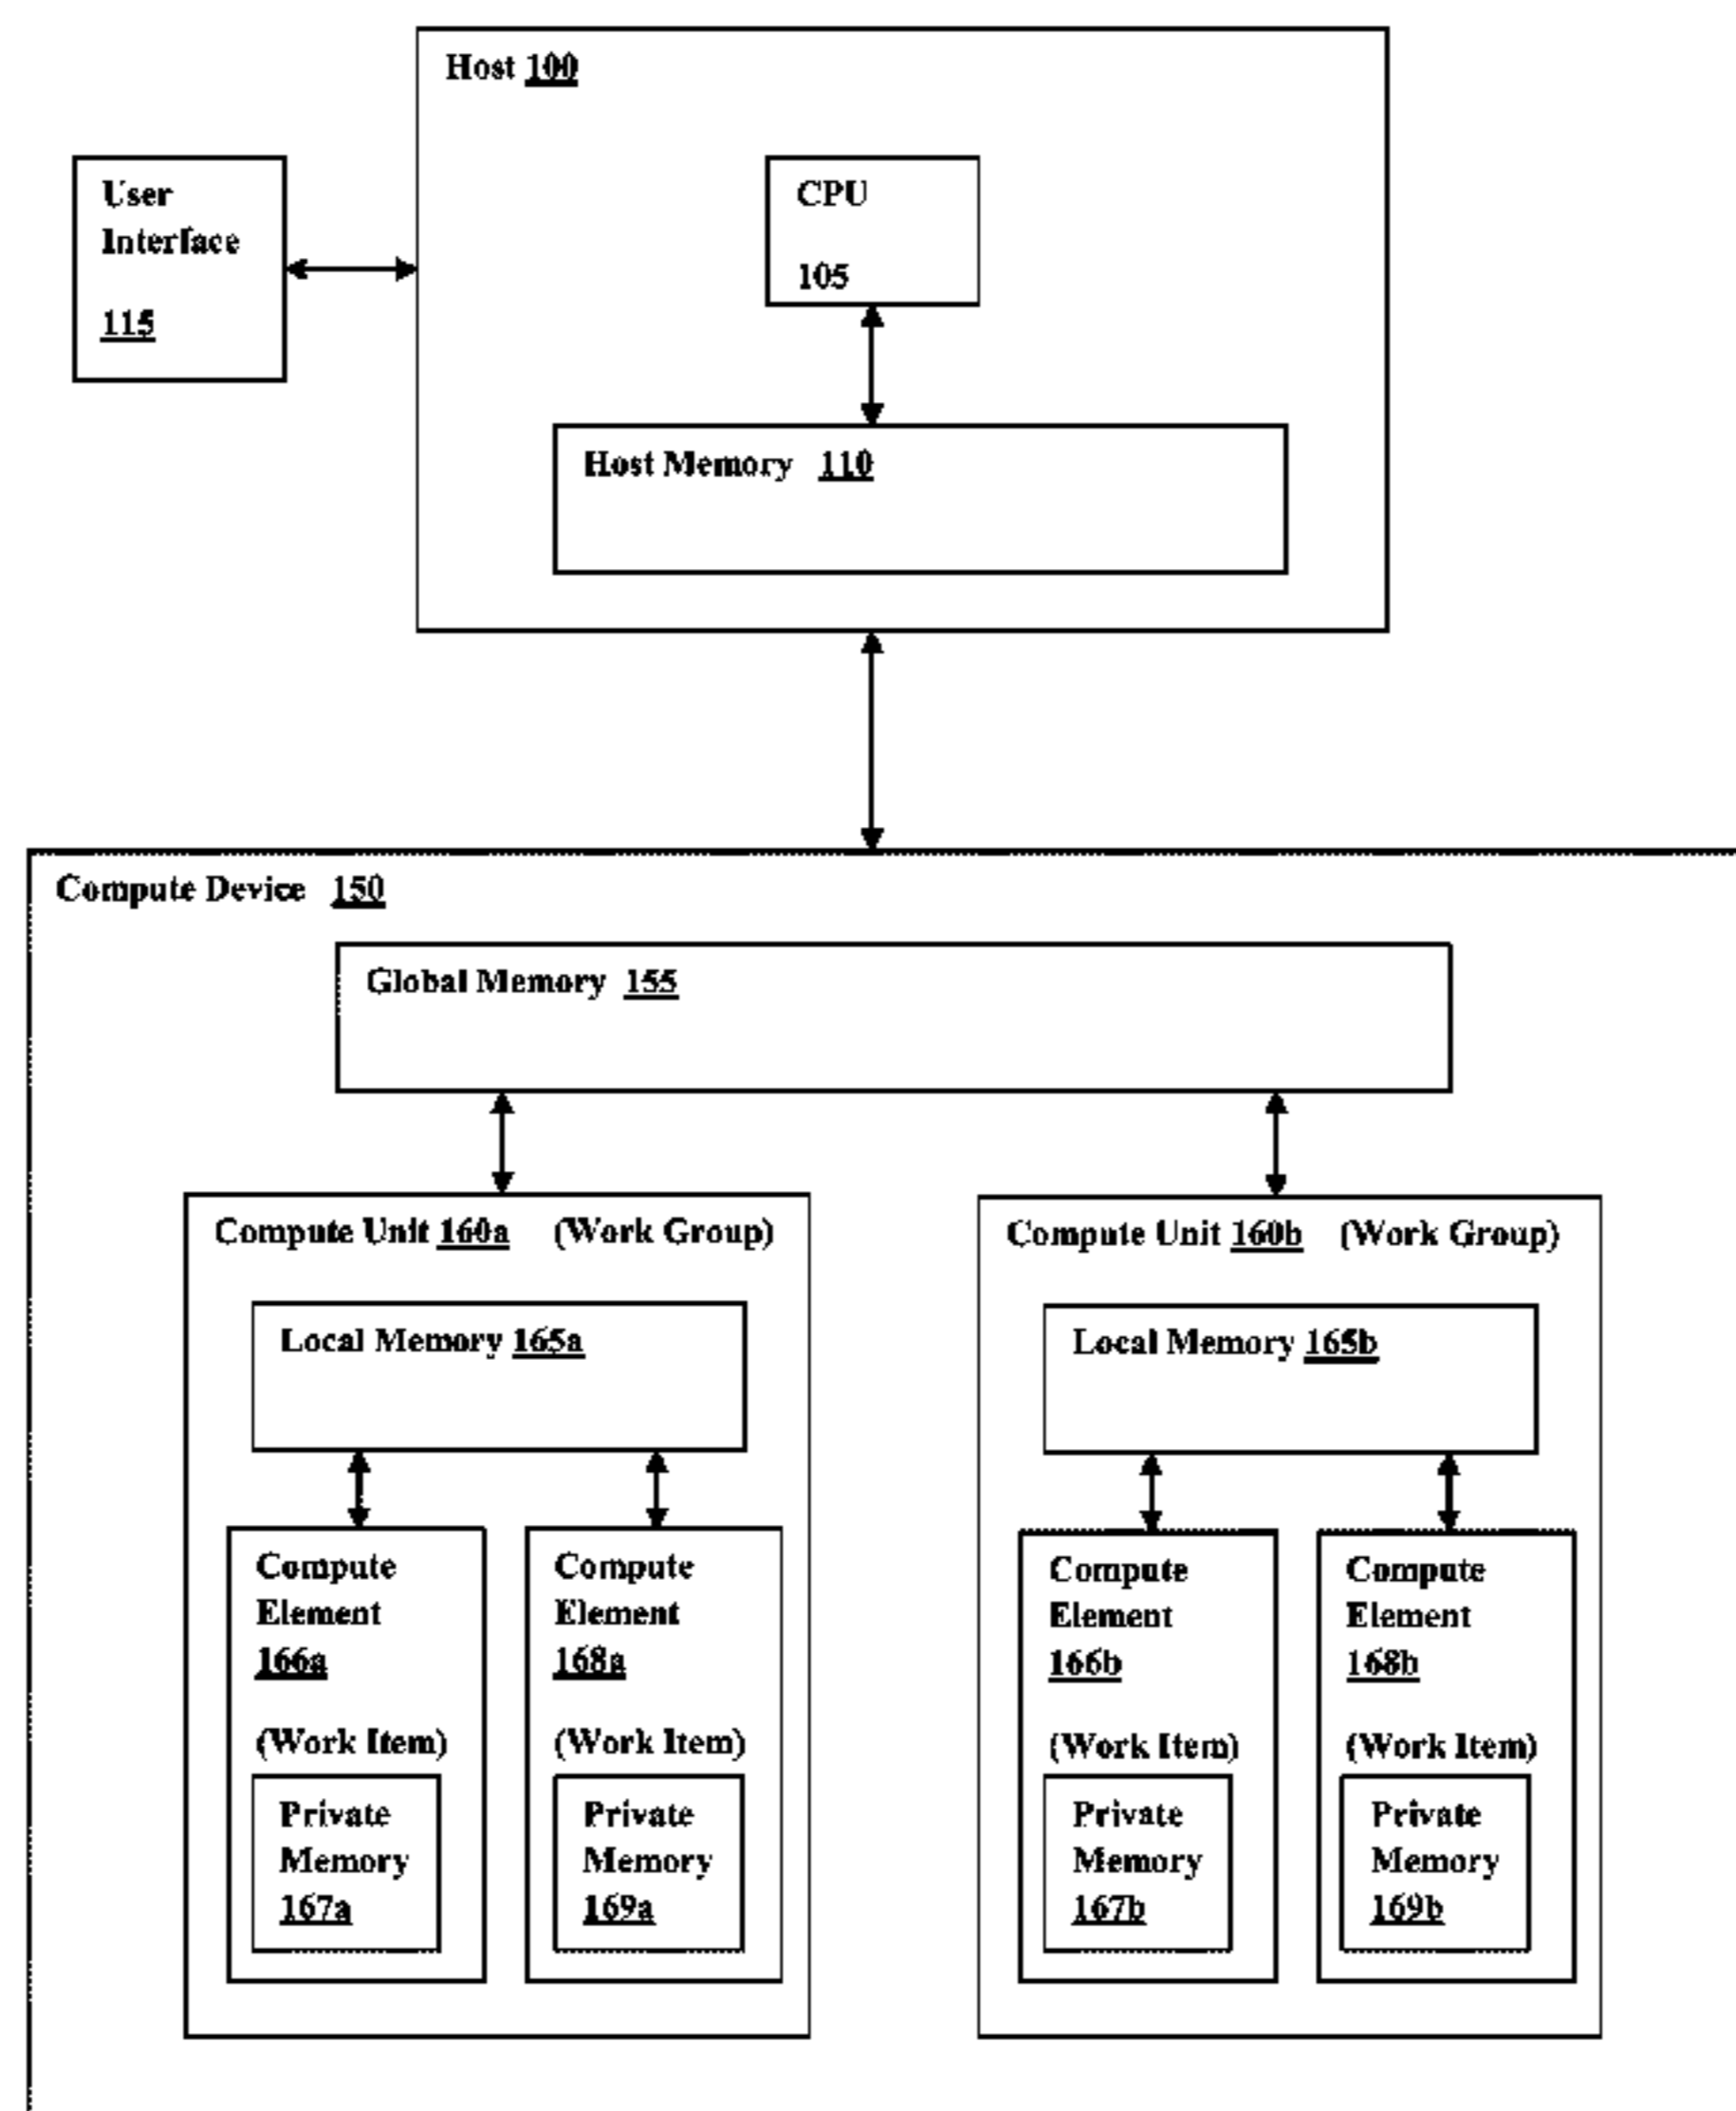 Host 100
User
Interface
115
CPU
105
Host Memory 110
Compute Device 150
Global Memory 155
Compute Unit 160a (Work Group)
Local Memory 165a
Compute
Element
166a
(Work Item)
Private
Memory
167a
Compute
Element
168a
(Work Item)
Private
Memory
169a
Compute Unit 160b (Work Group)
Local Memory 165b
Compute
Element
166b
(Work Item)
Private
Memory
167b
Compute
Element
168b
(Work Item)
Private
Memory
169b